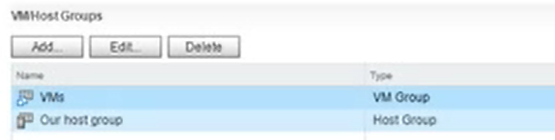 VM/Host Groups
Add... Edit... Delete
Name Type
VMs VM Group
Our host group Host Group